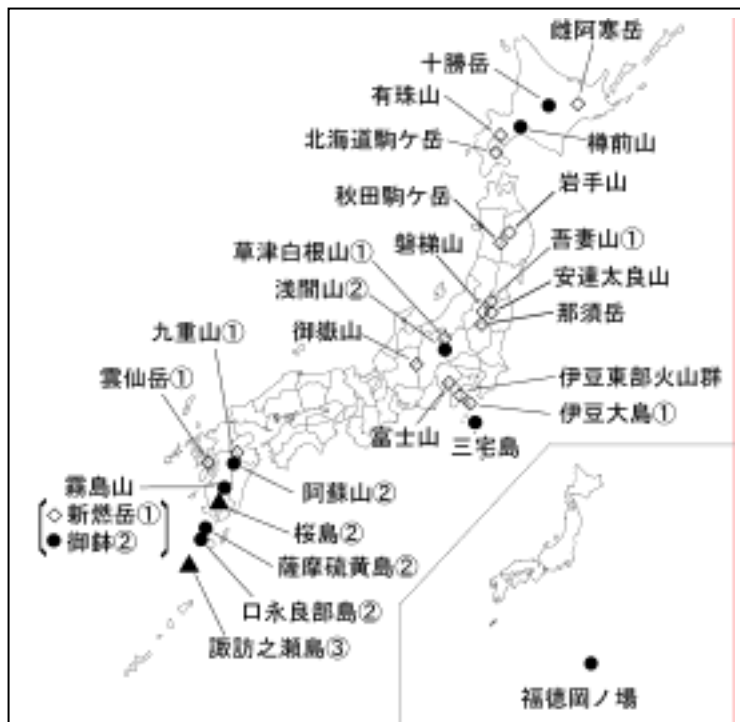 雌阿寒岳
十勝岳
有珠山
北海道駒ケ岳
樽前山
岩手山
秋田駒ケ岳
吾妻山①
磐梯山
草津白根山①
安達太良山
浅間山②
那須岳
九重山①
御嶽山
雲仙岳①
伊豆東部火山群
伊豆大島①
富士山
三宅島
霧島山
阿蘇山②
◇新燃岳①
●御鉢②
桜島②
薩摩硫黄島②
口永良部島②
諏訪之瀬島③
福徳岡ノ場